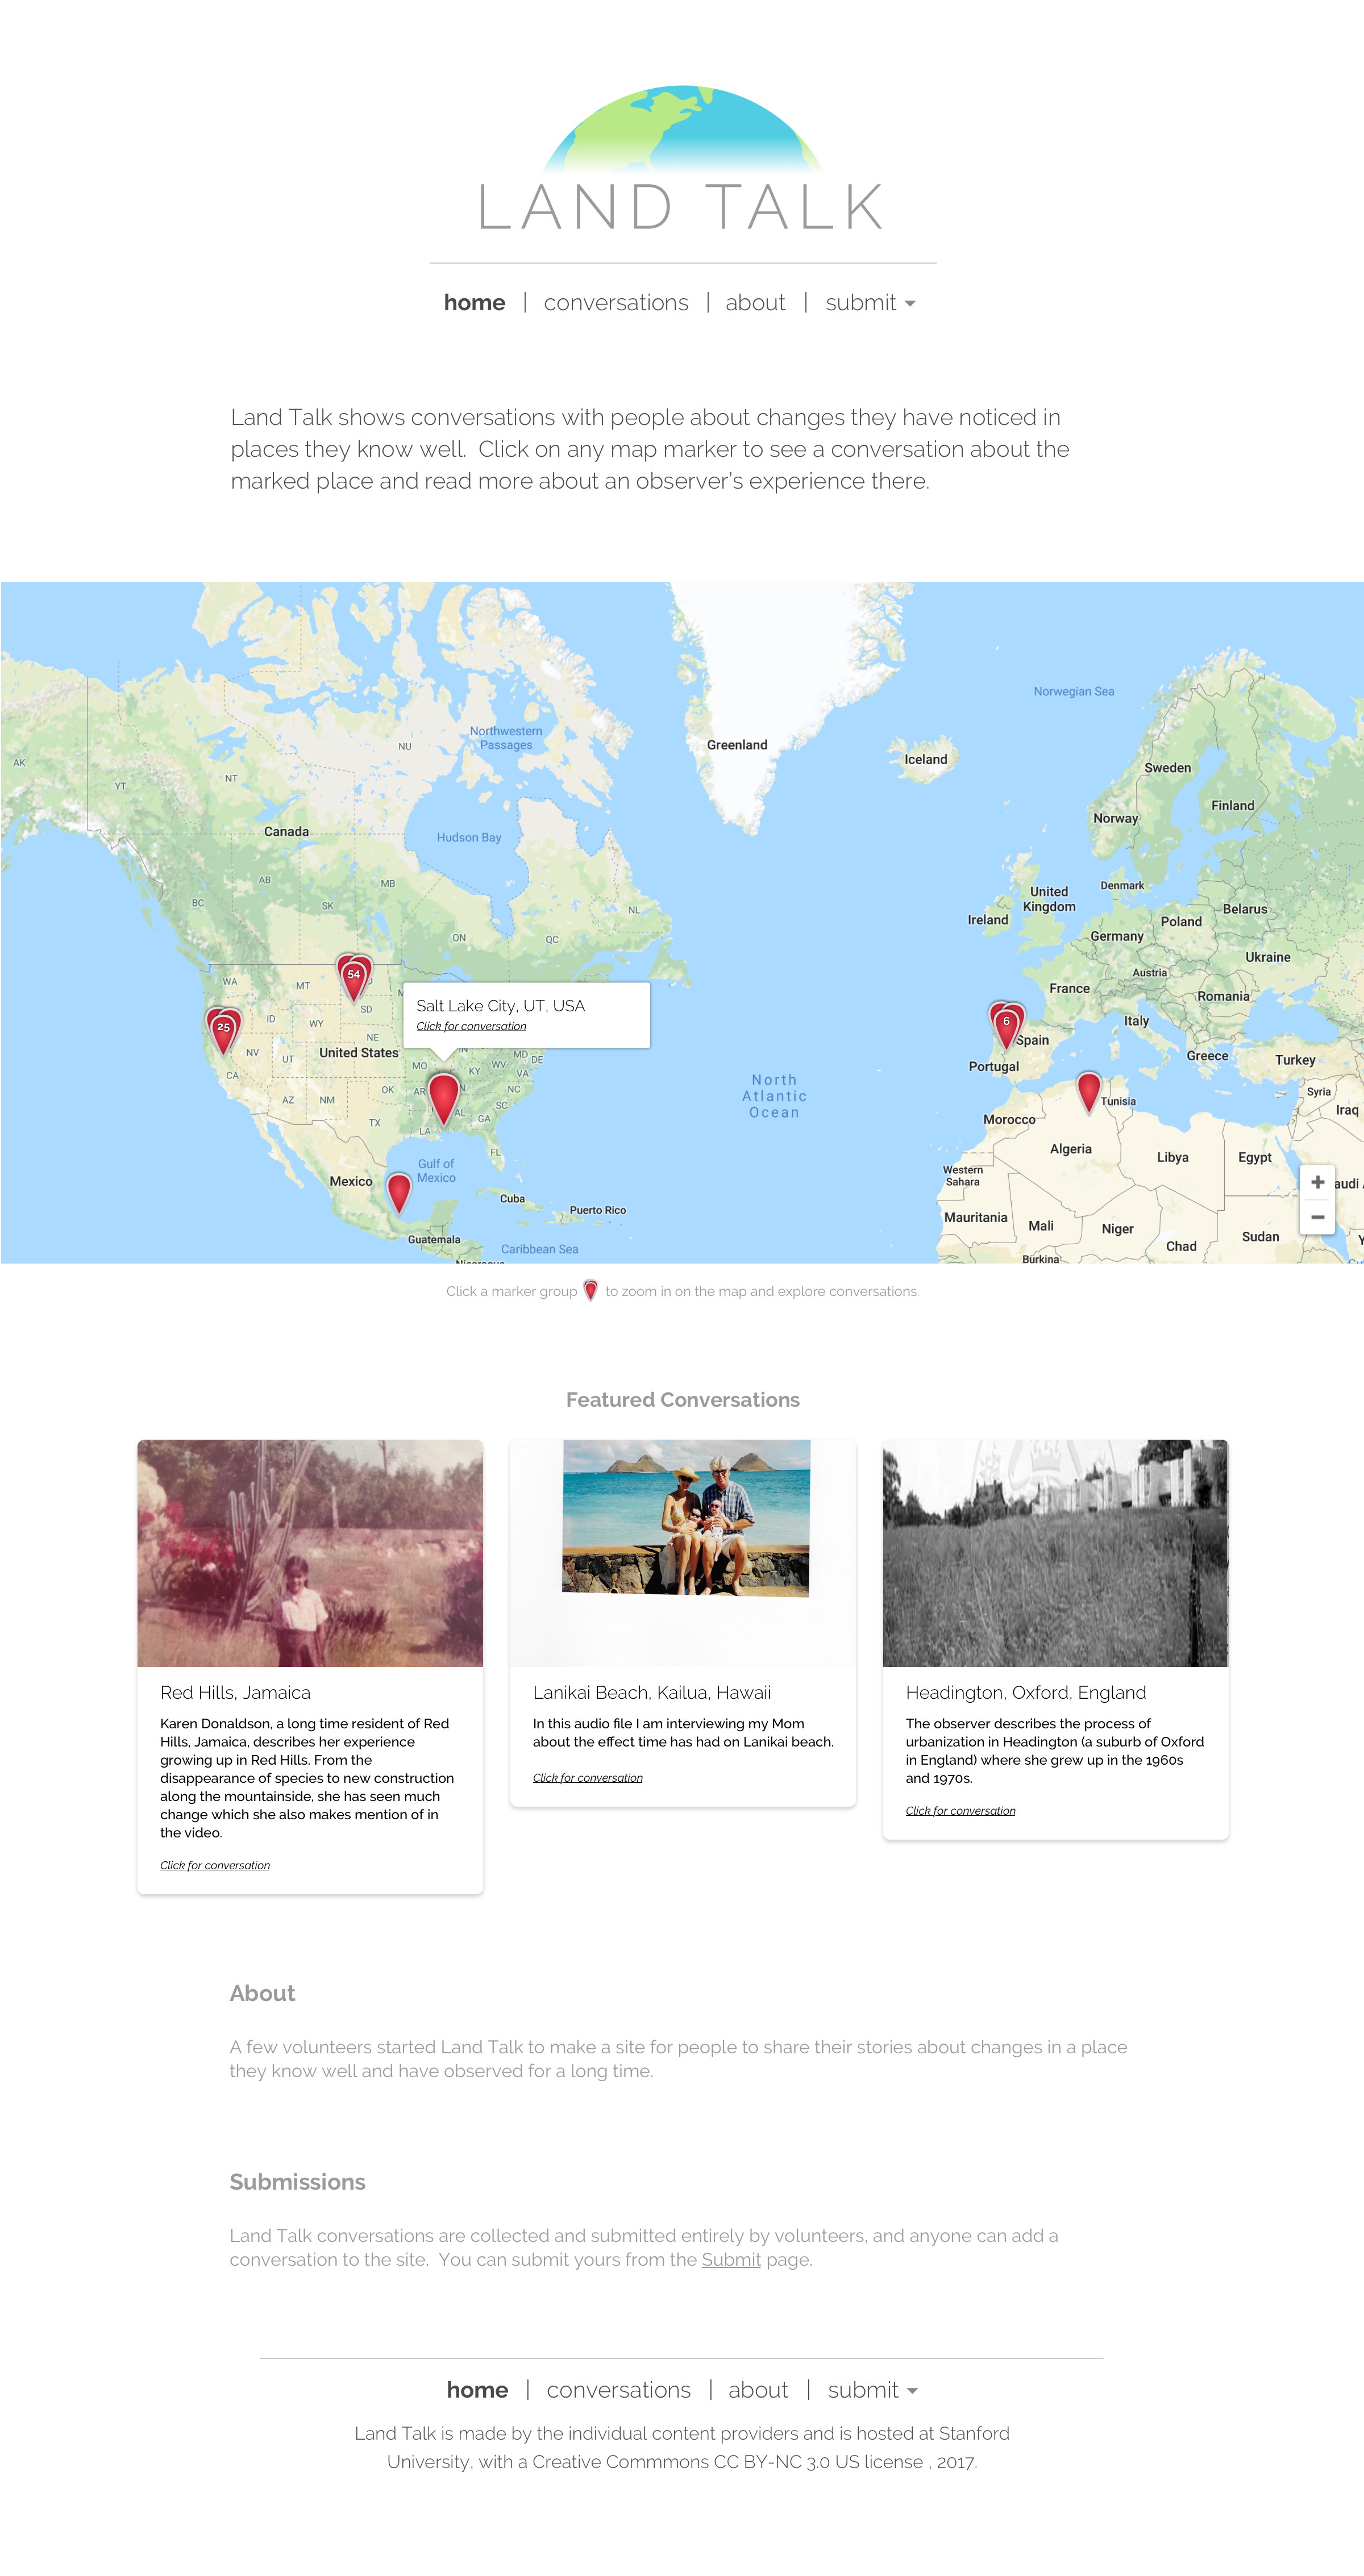 LAND TALK
home | conversations | about | submit
Land Talk shows conversations with people about changes they have noticed in
places they know well.  Click on any map marker to see a conversation about the
marked place and read more about an observer’s experience there.
Norwegian Sea
Northwestern
Passages
NU
Greenland
Iceland
AK
YT
NT
Sweden
Finland
Norway
Canada
Hudson Bay
AB
MB
BC
SK
NL
ON
QC
Denmark
United
Kingdom
Ireland
Belarus
Poland
Germany
Ukraine
Austria
France
Romania
WA
MT
54
SD
ID
WY
25
NE
NV
UT
United States
CA
AZ
NM
OK
TX
Salt Lake City, UT, USA
Click for conversation
IN
MD
DE
MO
KY
WV
VA
AR
NC
SC
AL
GA
LA
FL
6
Spain
Italy
Portugal
Greece
Turkey
Syria
Iraq
Tunisia
Morocco
North
Atlantic
Ocean
Algeria
Libya
Egypt
Western
Sahara
Gulf of
Mexico
Mexico
Cuba
Puerto Rico
Guatemala
Caribbean Sea
Nicaragua
Mauritania
Mali
Niger
Chad
Sudan
Burkina
Click a marker group to zoom in on the map and explore conversations.
Featured Conversations
Red Hills, Jamaica
Karen Donaldson, a long time resident of Red
Hills, Jamaica, describes her experience
growing up in Red Hills. From the
disappearance of species to new construction
along the mountainside, she has seen much
change which she also makes mention of in
the video.
Click for conversation
Lanikai Beach, Kailua, Hawaii
In this audio file I am interviewing my Mom
about the effect time has had on Lanikai beach.
Click for conversation
Headington, Oxford, England
The observer describes the process of
urbanization in Headington (a suburb of Oxford
in England) where she grew up in the 1960s
and 1970s.
Click for conversation
About
A few volunteers started Land Talk to make a site for people to share their stories about changes in a place
they know well and have observed for a long time.
Submissions
Land Talk conversations are collected and submitted entirely by volunteers, and anyone can add a
conversation to the site.  You can submit yours from the Submit page.
home | conversations | about | submit
Land Talk is made by the individual content providers and is hosted at Stanford
University, with a Creative Commmons CC BY-NC 3.0 US license , 2017.